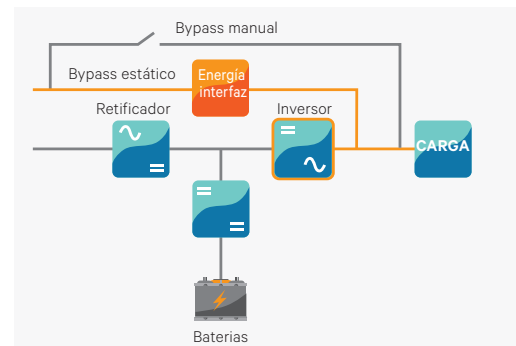 Bypass manual
Bypass estático
Energía
interfaz
Retificador
Inversor
CARGA
Baterias